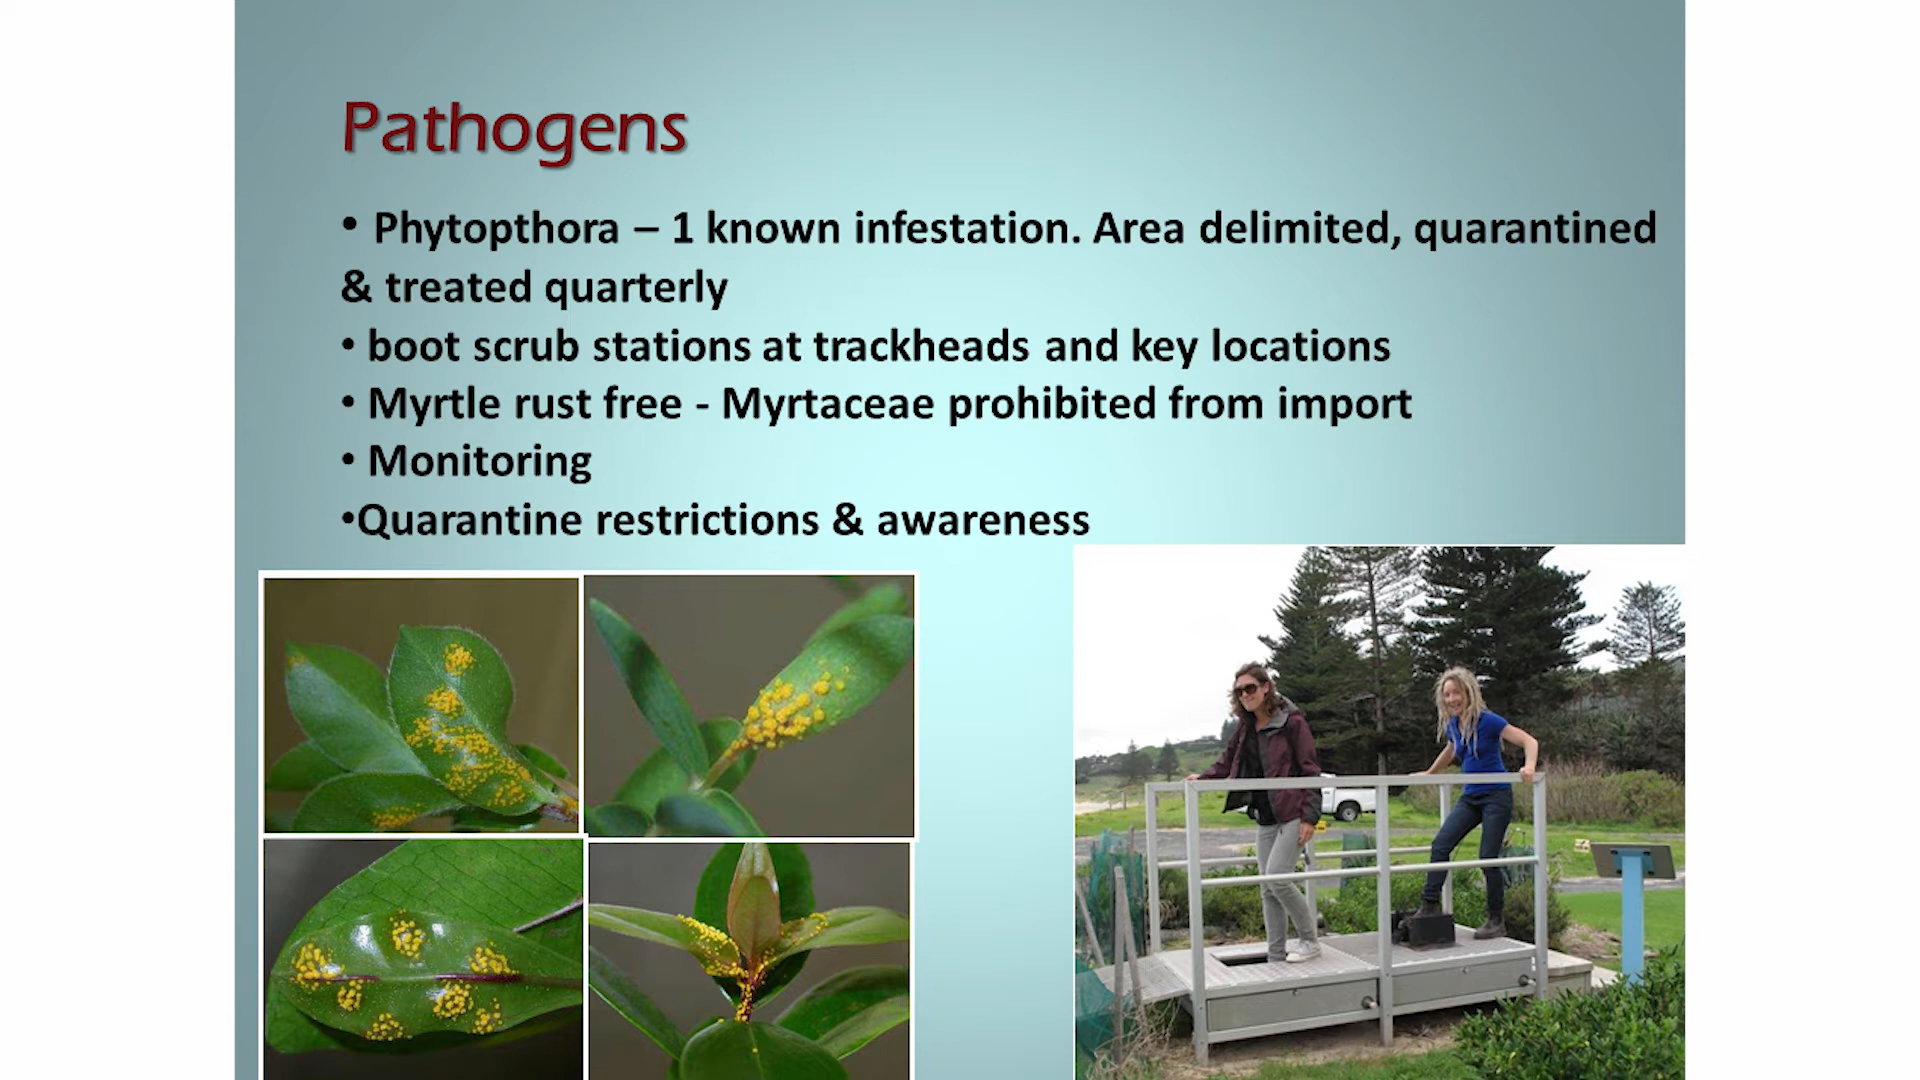 Pathogens
• Phytopthora – 1 known infestation. Area delimited, quarantined
& treated quarterly
• boot scrub stations at trackheads and key locations
• Myrtle rust free - Myrtaceae prohibited from import
• Monitoring
•Quarantine restrictions & awareness